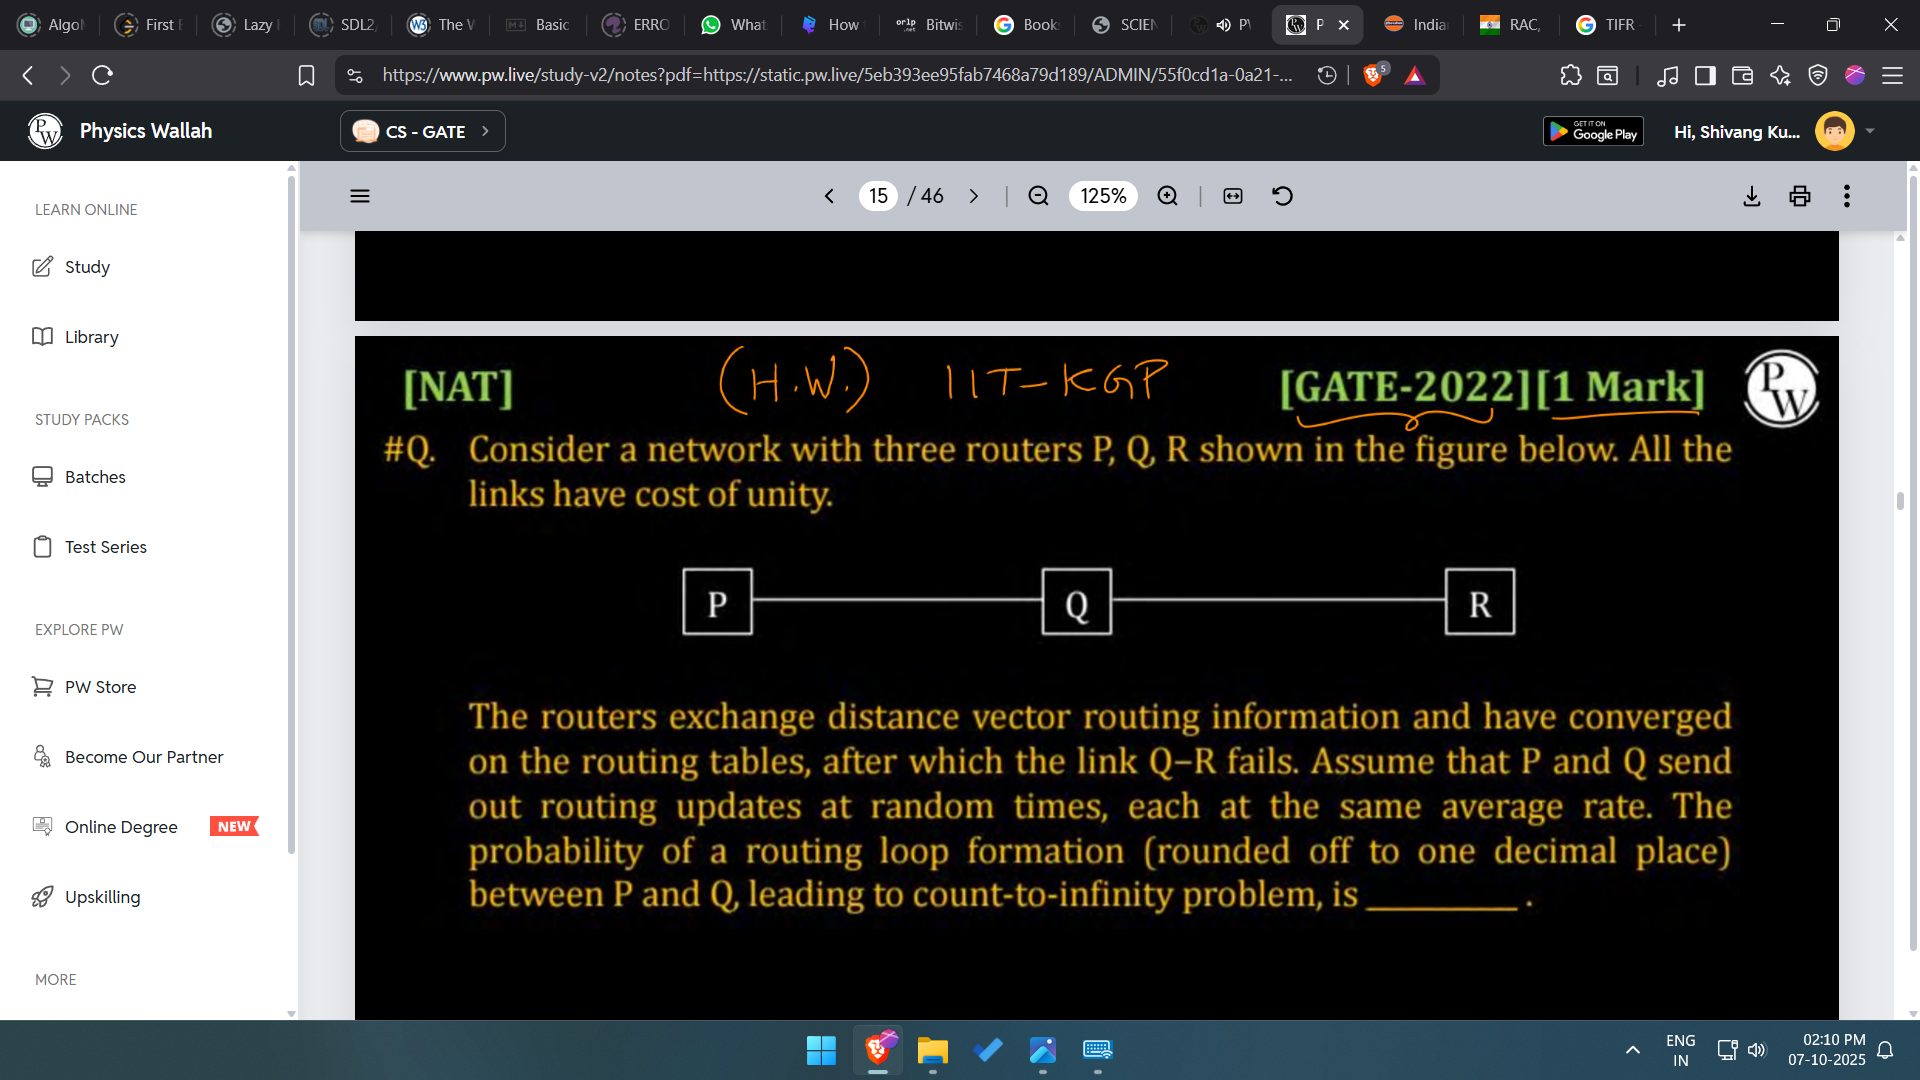 Algo
First
Lazy
SDL2
The
Basic
ERRO
What
How
Bitwis
Book
SCIEN
P
India
RAC,
TIFR
https://www.pw.live/study-v2/notes?pdf=https://static.pw.live/5eb393ee95fab7468a79d189/ADMIN/55f0cd1a-0a21-...
5
PW
Physics Wallah
CS - GATE
GET IT ON
Google Play
Hi, Shivang Ku...
LEARN ONLINE
Study
Library
STUDY PACKS
Batches
Test Series
EXPLORE PW
PW Store
Become Our Partner
Online Degree NEW
Upskilling
MORE
15 / 46
125%
[NAT] (H.W.) IIT-KGP [GATE-2022][1 Mark]
PW
#Q. Consider a network with three routers P, Q, R shown in the figure below. All the
links have cost of unity.
P Q R
The routers exchange distance vector routing information and have converged
on the routing tables, after which the link Q–R fails. Assume that P and Q send
out routing updates at random times, each at the same average rate. The
probability of a routing loop formation (rounded off to one decimal place)
between P and Q, leading to count-to-infinity problem, is ________ .
ENG
IN
02:10 PM
07-10-2025